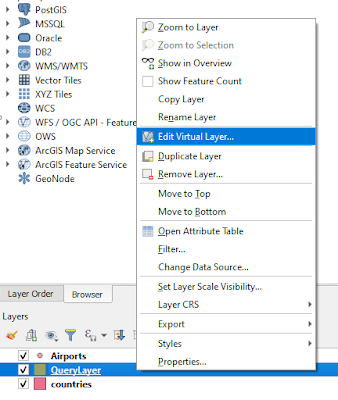 PostGIS
MSSQL
Oracle
DB2
WMS/WMTS
Vector Tiles
XYZ Tiles
WCS
WFS / OGC API - Feature
OWS
ArcGIS Map Service
ArcGIS Feature Service
GeoNode
Zoom to Layer
Zoom to Selection
Show in Overview
Show Feature Count
Copy Layer
Rename Layer
Edit Virtual Layer...
Duplicate Layer
Remove Layer...
Move to Top
Move to Bottom
Open Attribute Table
Filter...
Change Data Source...
Set Layer Scale Visibility...
Layer CRS
Export
Styles
Properties...
Layer Order
Browser
Layers
Airports
QueryLayer
countries